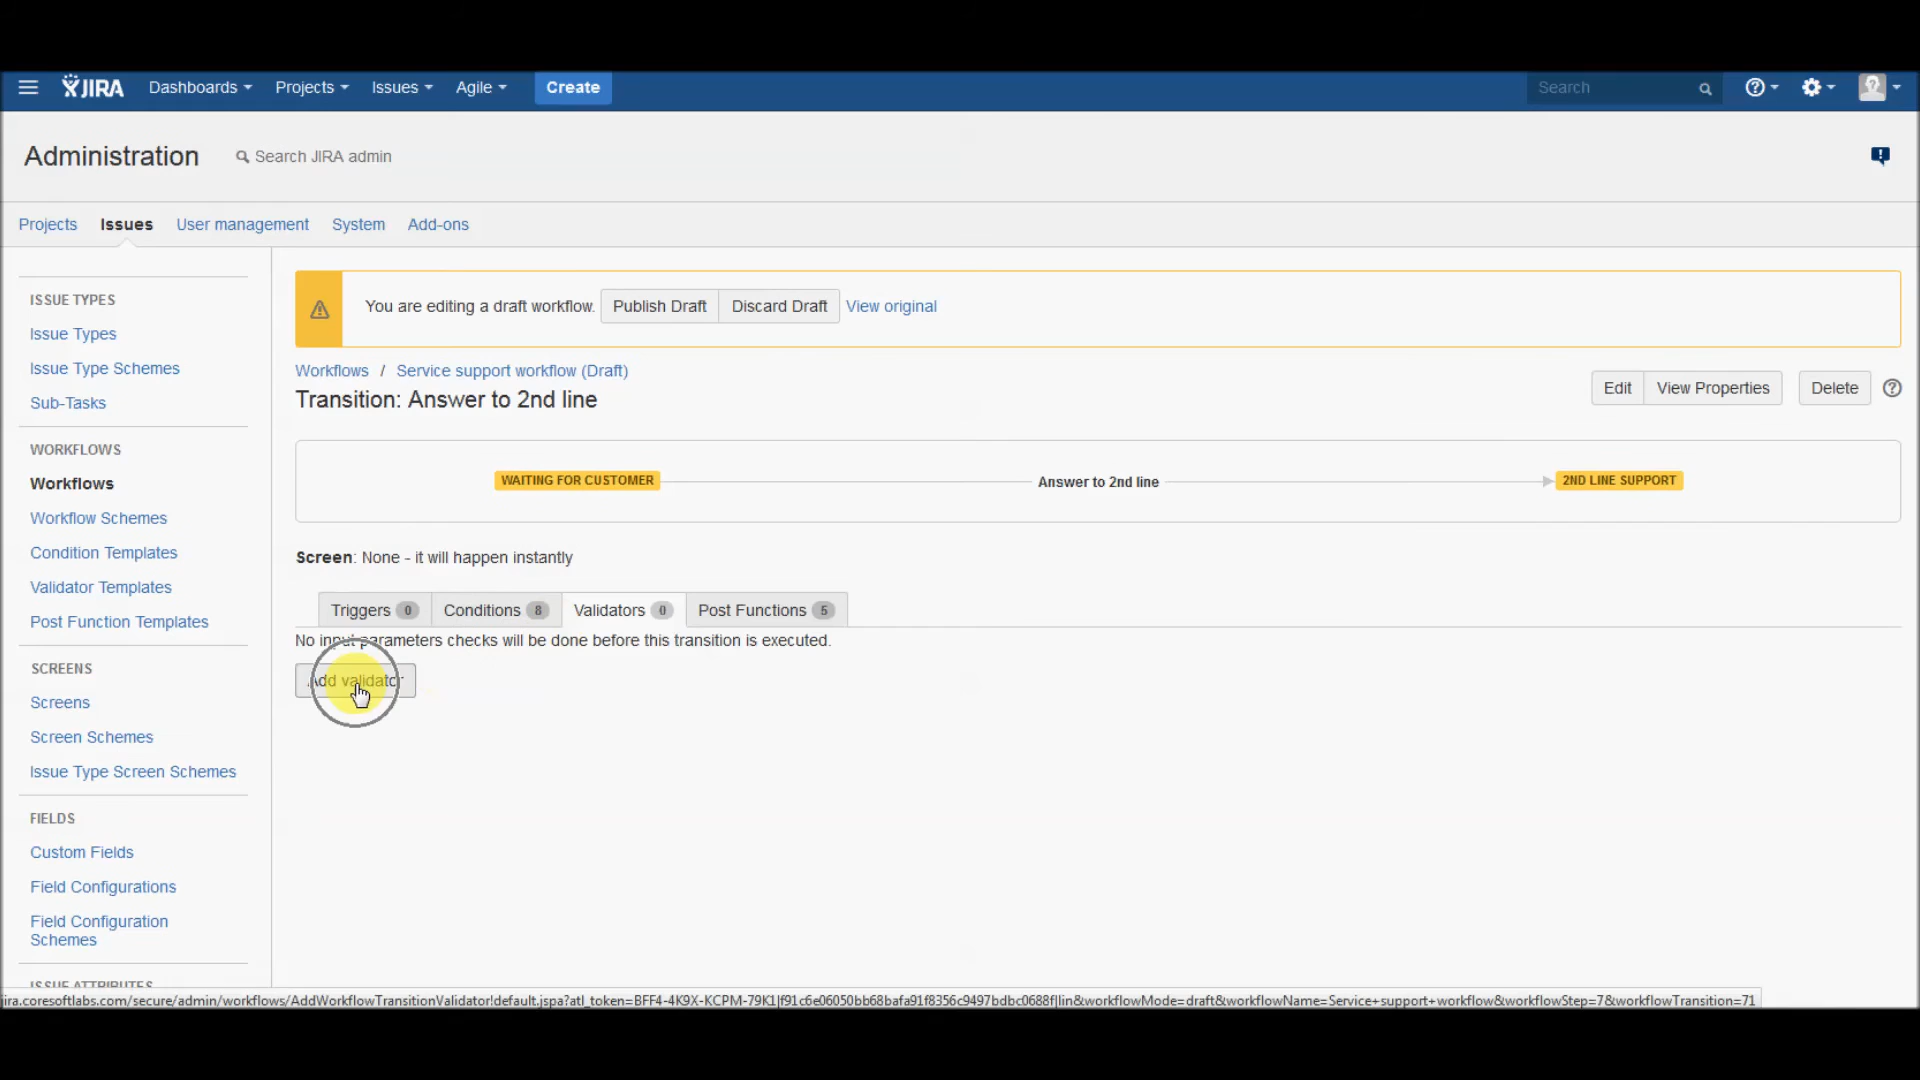 JIRA Dashboards Projects Issues Agile Create Search
Administration Search JIRA admin
Projects Issues User management System Add-ons
ISSUE TYPES
Issue Types
Issue Type Schemes
Sub-Tasks
WORKFLOWS
Workflows
Workflow Schemes
Condition Templates
Validator Templates
Post Function Templates
SCREENS
Screens
Screen Schemes
Issue Type Screen Schemes
FIELDS
Custom Fields
Field Configurations
Field Configuration
Schemes
ISSUE ATTRIBUTES
You are editing a draft workflow. Publish Draft Discard Draft View original
Workflows / Service support workflow (Draft)
Transition: Answer to 2nd line
Edit View Properties Delete
WAITING FOR CUSTOMER Answer to 2nd line 2ND LINE SUPPORT
Screen: None - it will happen instantly
Triggers 0 Conditions 8 Validators 0 Post Functions 5
No input parameters checks will be done before this transition is executed.
Add validator
jira.coresoftlabs.com/secure/admin/workflows/AddWorkflowTransitionValidator!default.jspa?atl_token=BFF4-4K9X-KCPM-79K1|f91c6e06050bb68bafa91f8356c9497bdbc0688f|lin&workflowMode=draft&workflowName=Service+support+workflow&workflowStep=7&workflowTransition=71